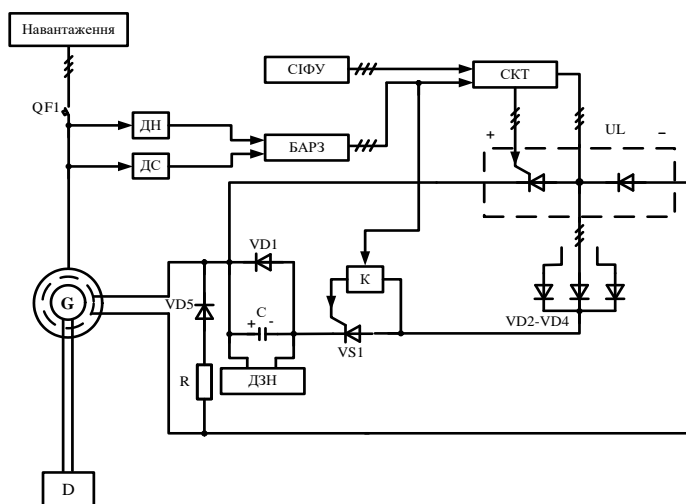 Навантаження
QF1
ДН
ДС
БАРЗ
СІФУ
СКТ
+
UL
–
VD1
G
VD5
C
+
-
К
VS1
R
ДЗН
VD2-VD4
D